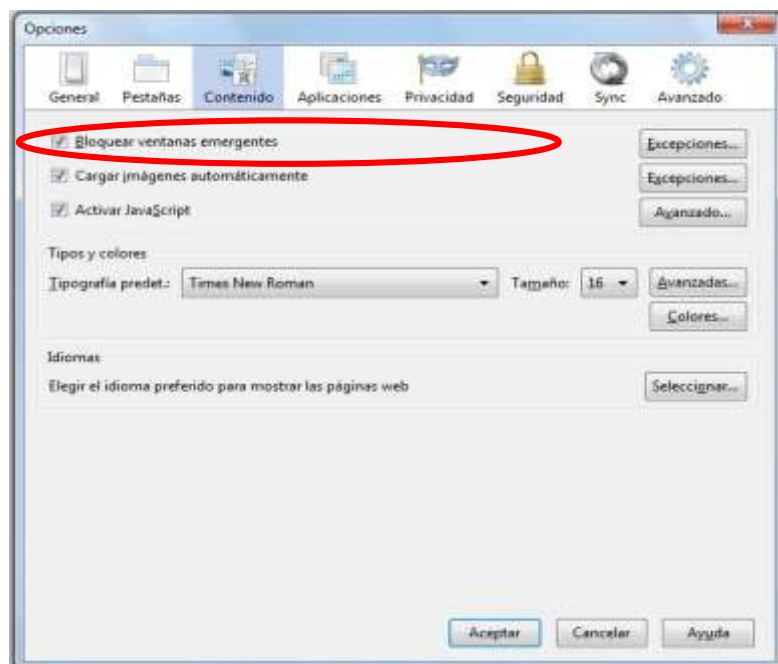 Opciones
General Pestañas Contenido Aplicaciones Privacidad Seguridad Sync Avanzado
Bloquear ventanas emergentes Excepciones...
Cargar imágenes automáticamente Excepciones...
Activar JavaScript Avanzado...
Tipos y colores
Tipografía predet.: Times New Roman Tamaño: 16 Avanzadas...
Colores...
Idiomas
Elegir el idioma preferido para mostrar las páginas web Seleccionar...
Aceptar Cancelar Ayuda